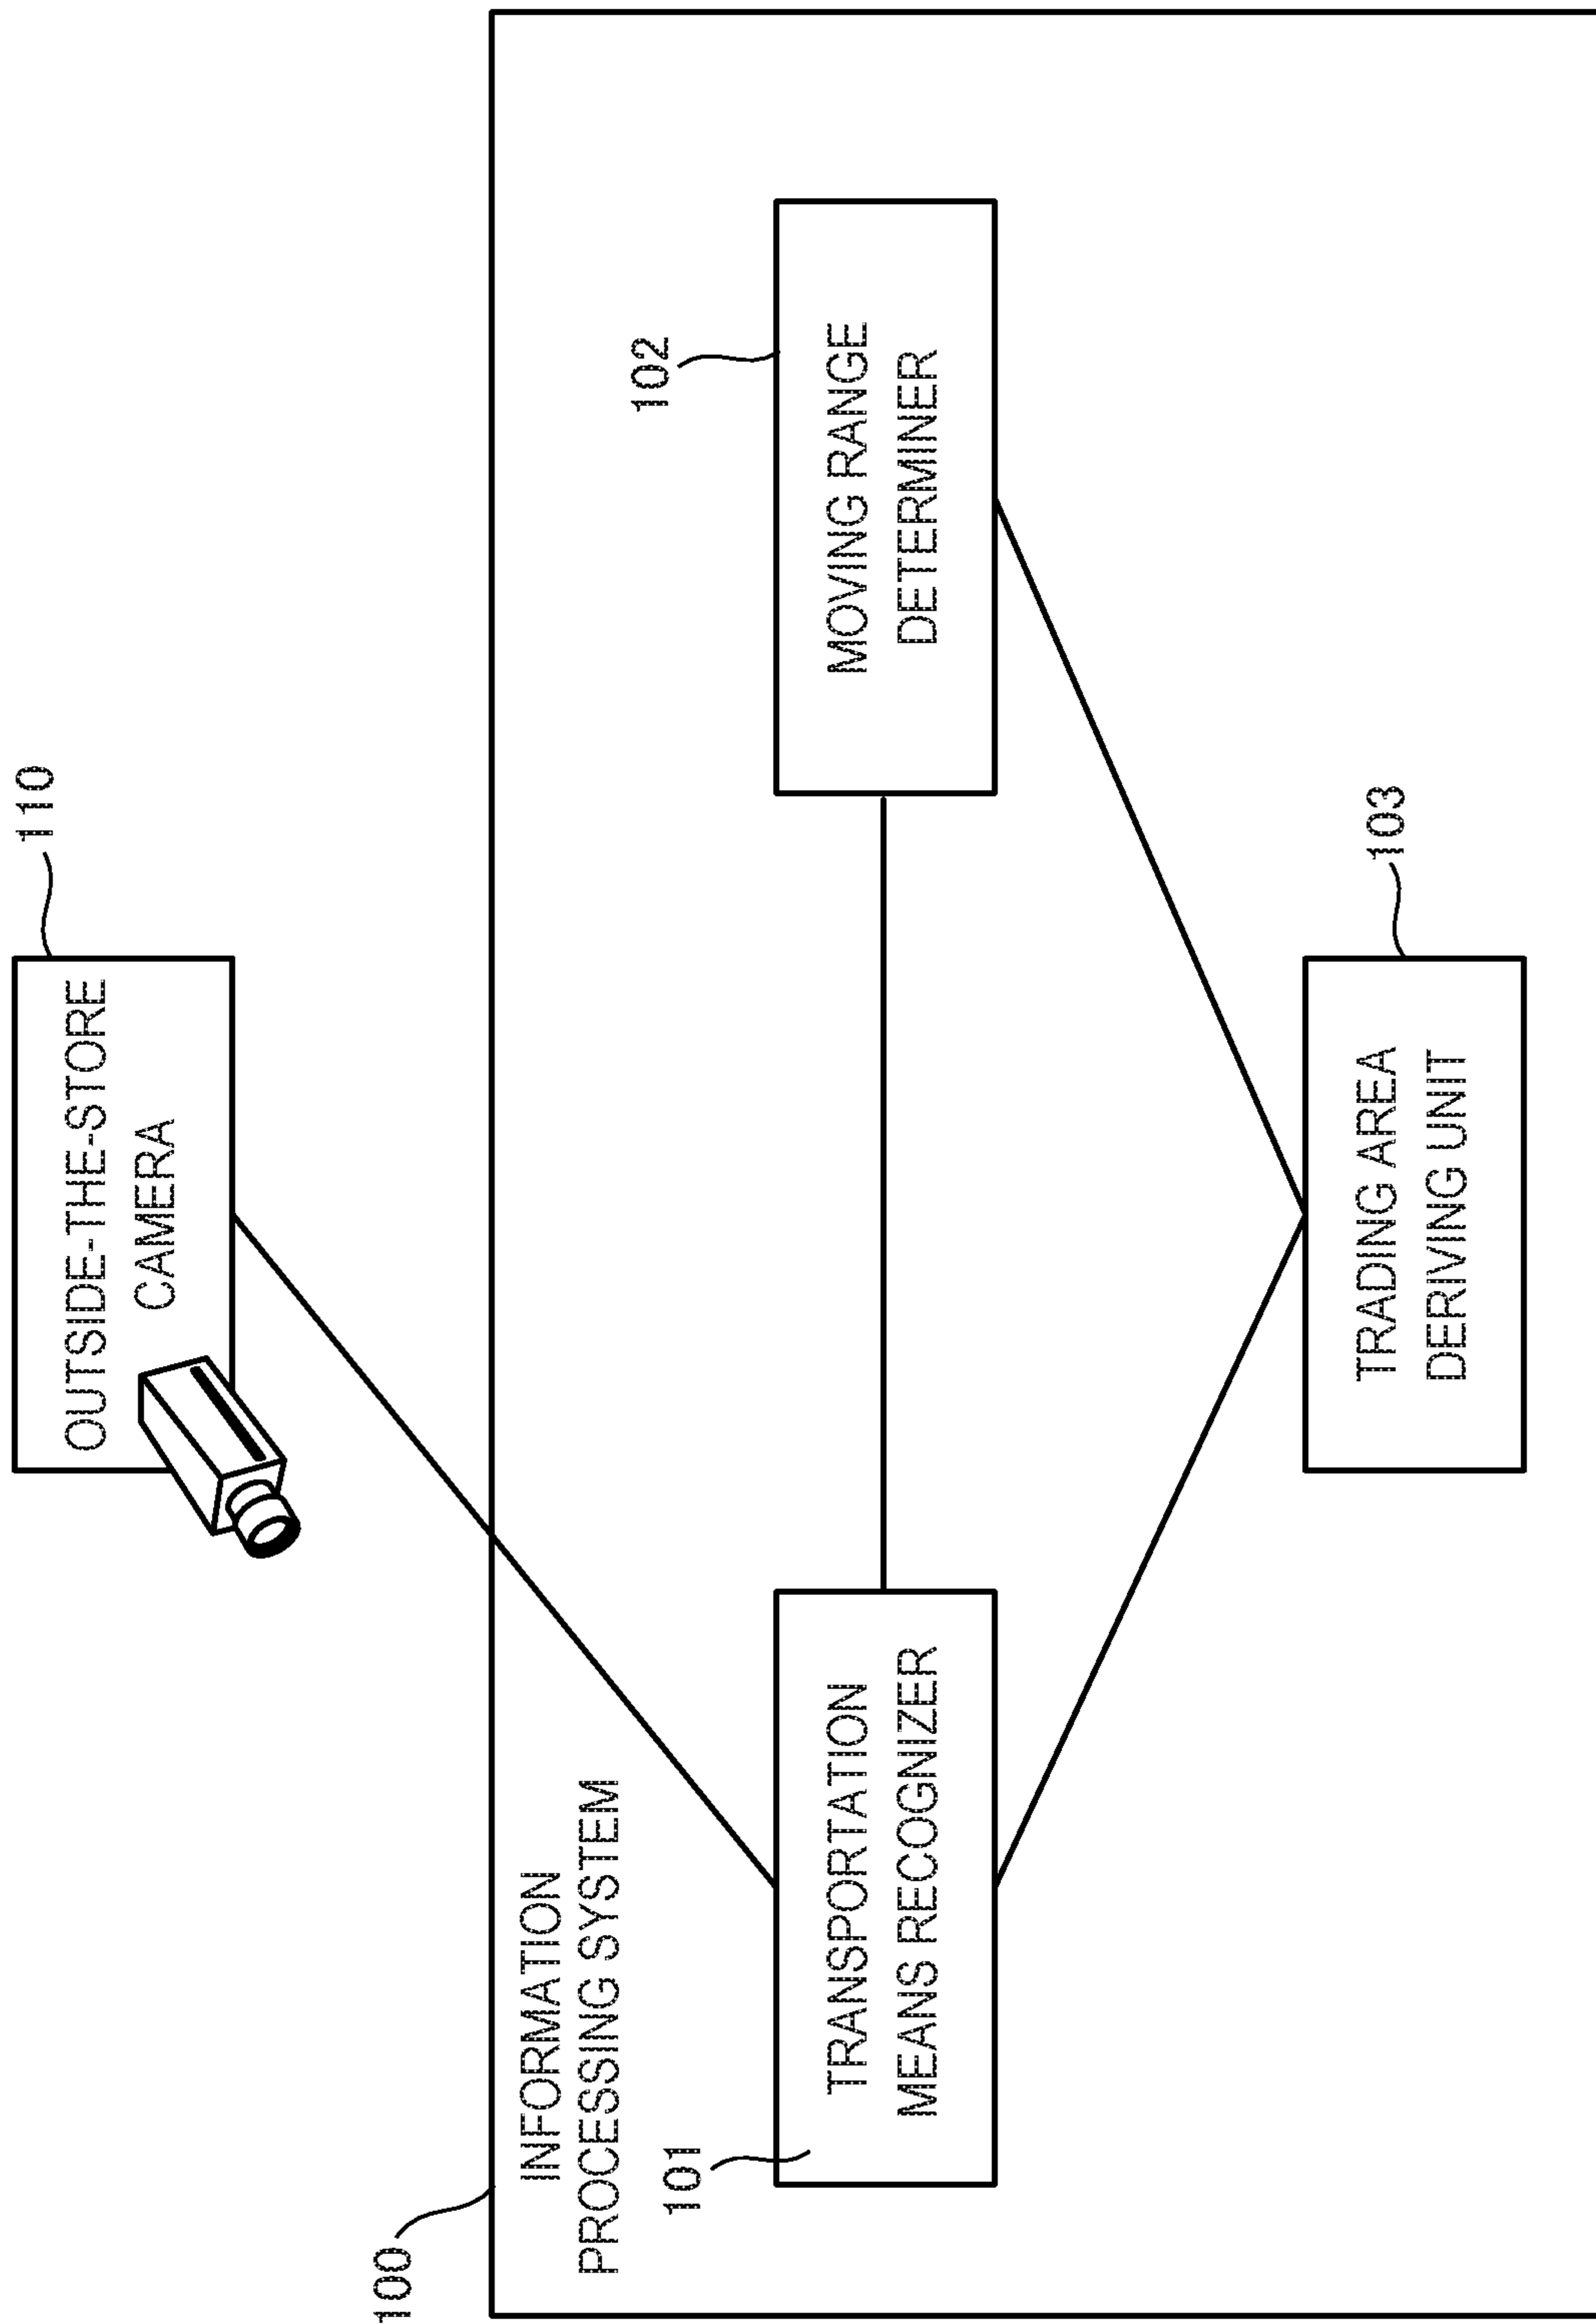 110
OUTSIDE-THE-STORE
CAMERA
100
INFORMATION
PROCESSING SYSTEM
101
TRANSPORTATION
MEANS RECOGNIZER
102
MOVING RANGE
DETERMINER
103
TRADING AREA
DERIVING UNIT